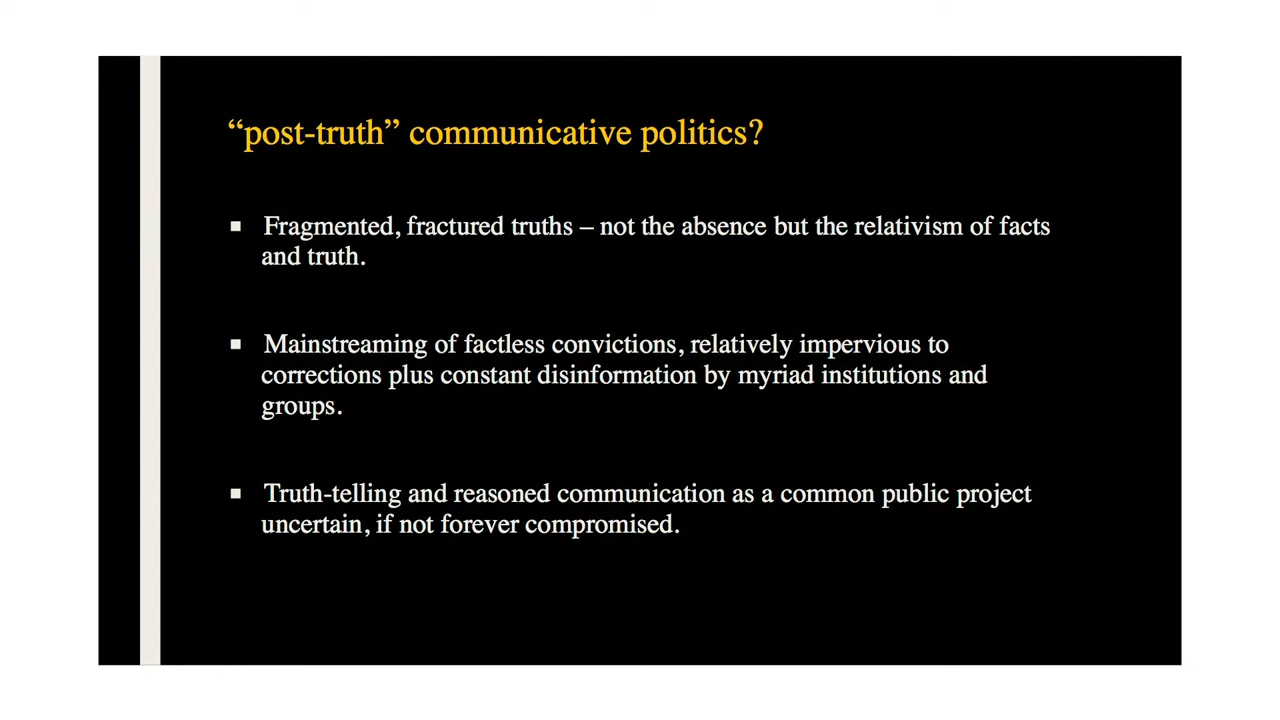 “post-truth” communicative politics?
▪ Fragmented, fractured truths – not the absence but the relativism of facts
and truth.
▪ Mainstreaming of factless convictions, relatively impervious to
corrections plus constant disinformation by myriad institutions and
groups.
▪ Truth-telling and reasoned communication as a common public project
uncertain, if not forever compromised.